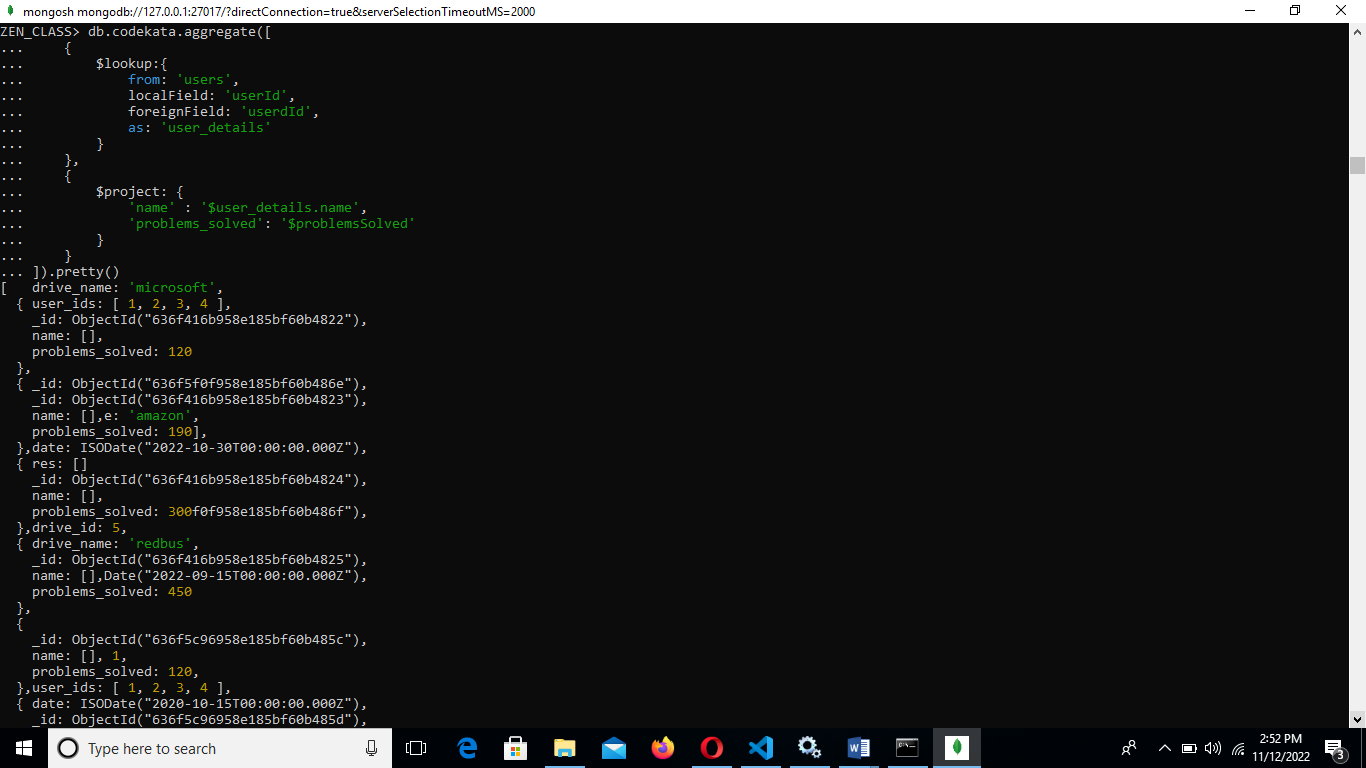 mongosh mongodb://127.0.0.1:27017/?directConnection=true&serverSelectionTimeoutMS=2000
ZEN_CLASS> db.codekata.aggregate([
...     {
...         $lookup:{
...             from: 'users',
...             localField: 'userId',
...             foreignField: 'userdId',
...             as: 'user_details'
...         }
...     },
...     {
...         $project: {
...             'name' : '$user_details.name',
...             'problems_solved': '$problemsSolved'
...         }
...     }
... ]).pretty()
[   drive_name: 'microsoft',
  { user_ids: [ 1, 2, 3, 4 ],
    _id: ObjectId("636f416b958e185bf60b4822"),
    name: [],
    problems_solved: 120
  },
  { _id: ObjectId("636f5f0f958e185bf60b486e"),
    _id: ObjectId("636f416b958e185bf60b4823"),
    name: [],e: 'amazon',
    problems_solved: 190],
  },date: ISODate("2022-10-30T00:00:00.000Z"),
  { res: []
    _id: ObjectId("636f416b958e185bf60b4824"),
    name: [],
    problems_solved: 300f0f958e185bf60b486f"),
  },drive_id: 5,
  { drive_name: 'redbus',
    _id: ObjectId("636f416b958e185bf60b4825"),
    name: [],Date("2022-09-15T00:00:00.000Z"),
    problems_solved: 450
  },
  {
    _id: ObjectId("636f5c96958e185bf60b485c"),
    name: [], 1,
    problems_solved: 120,
  },user_ids: [ 1, 2, 3, 4 ],
  { date: ISODate("2020-10-15T00:00:00.000Z"),
    _id: ObjectId("636f5c96958e185bf60b485d"),
Type here to search
2:52 PM
11/12/2022
3